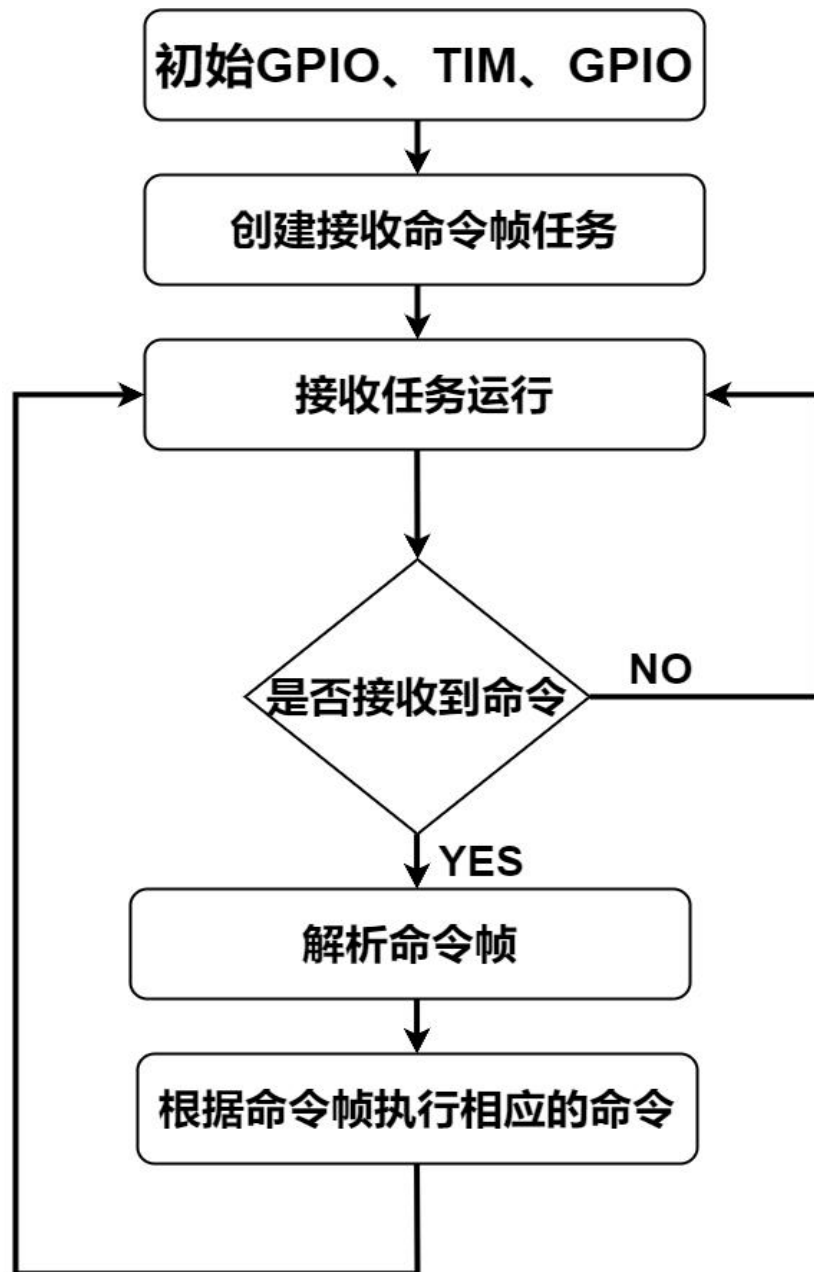 初始GPIO、TIM、GPIO
创建接收命令帧任务
接收任务运行
是否接收到命令
NO
YES
解析命令帧
根据命令帧执行相应的命令